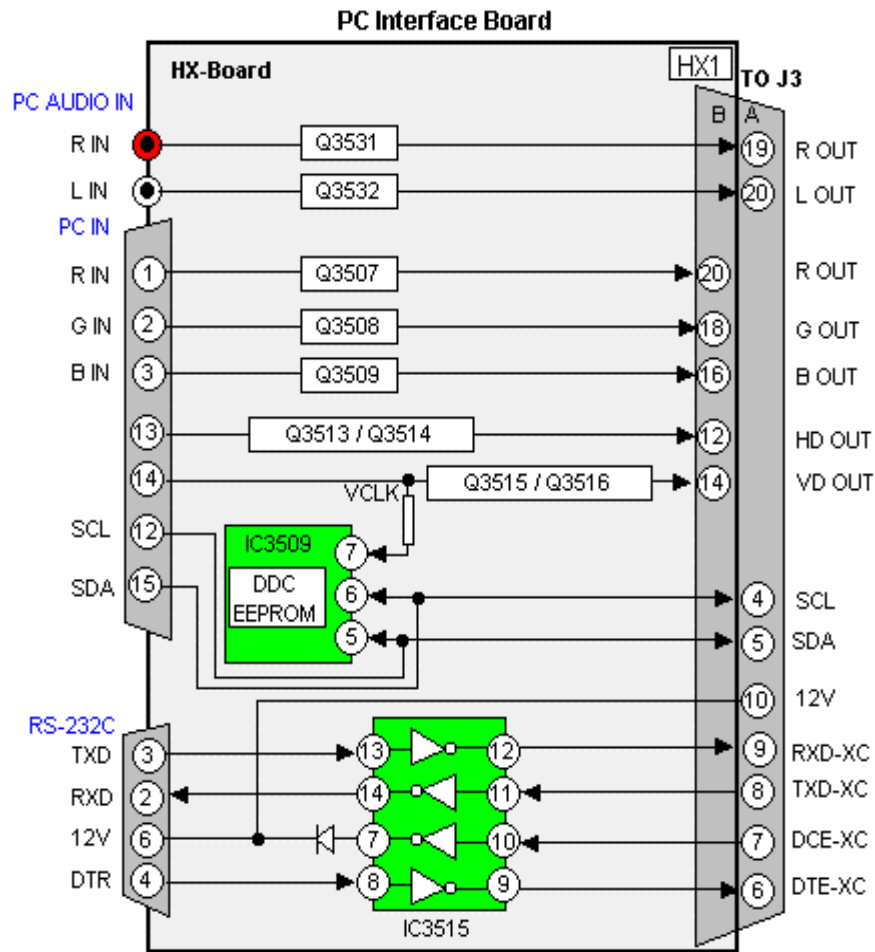 PC Interface Board
HX-Board
HX1
TO J3
PC AUDIO IN
B A
R IN
Q3531
19
R OUT
L IN
Q3532
20
L OUT
PC IN
R IN
1
Q3507
20
R OUT
G IN
2
Q3508
18
G OUT
B IN
3
Q3509
16
B OUT
13
Q3513 / Q3514
12
HD OUT
14
VCLK
Q3515 / Q3516
14
VD OUT
SCL
12
IC3509
7
SDA
15
DDC
EEPROM
6
4
SCL
5
5
SDA
10
12V
RS-232C
TXD
3
13
12
9
RXD-XC
RXD
2
14
11
8
TXD-XC
12V
6
7
10
7
DCE-XC
DTR
4
8
9
6
DTE-XC
IC3515